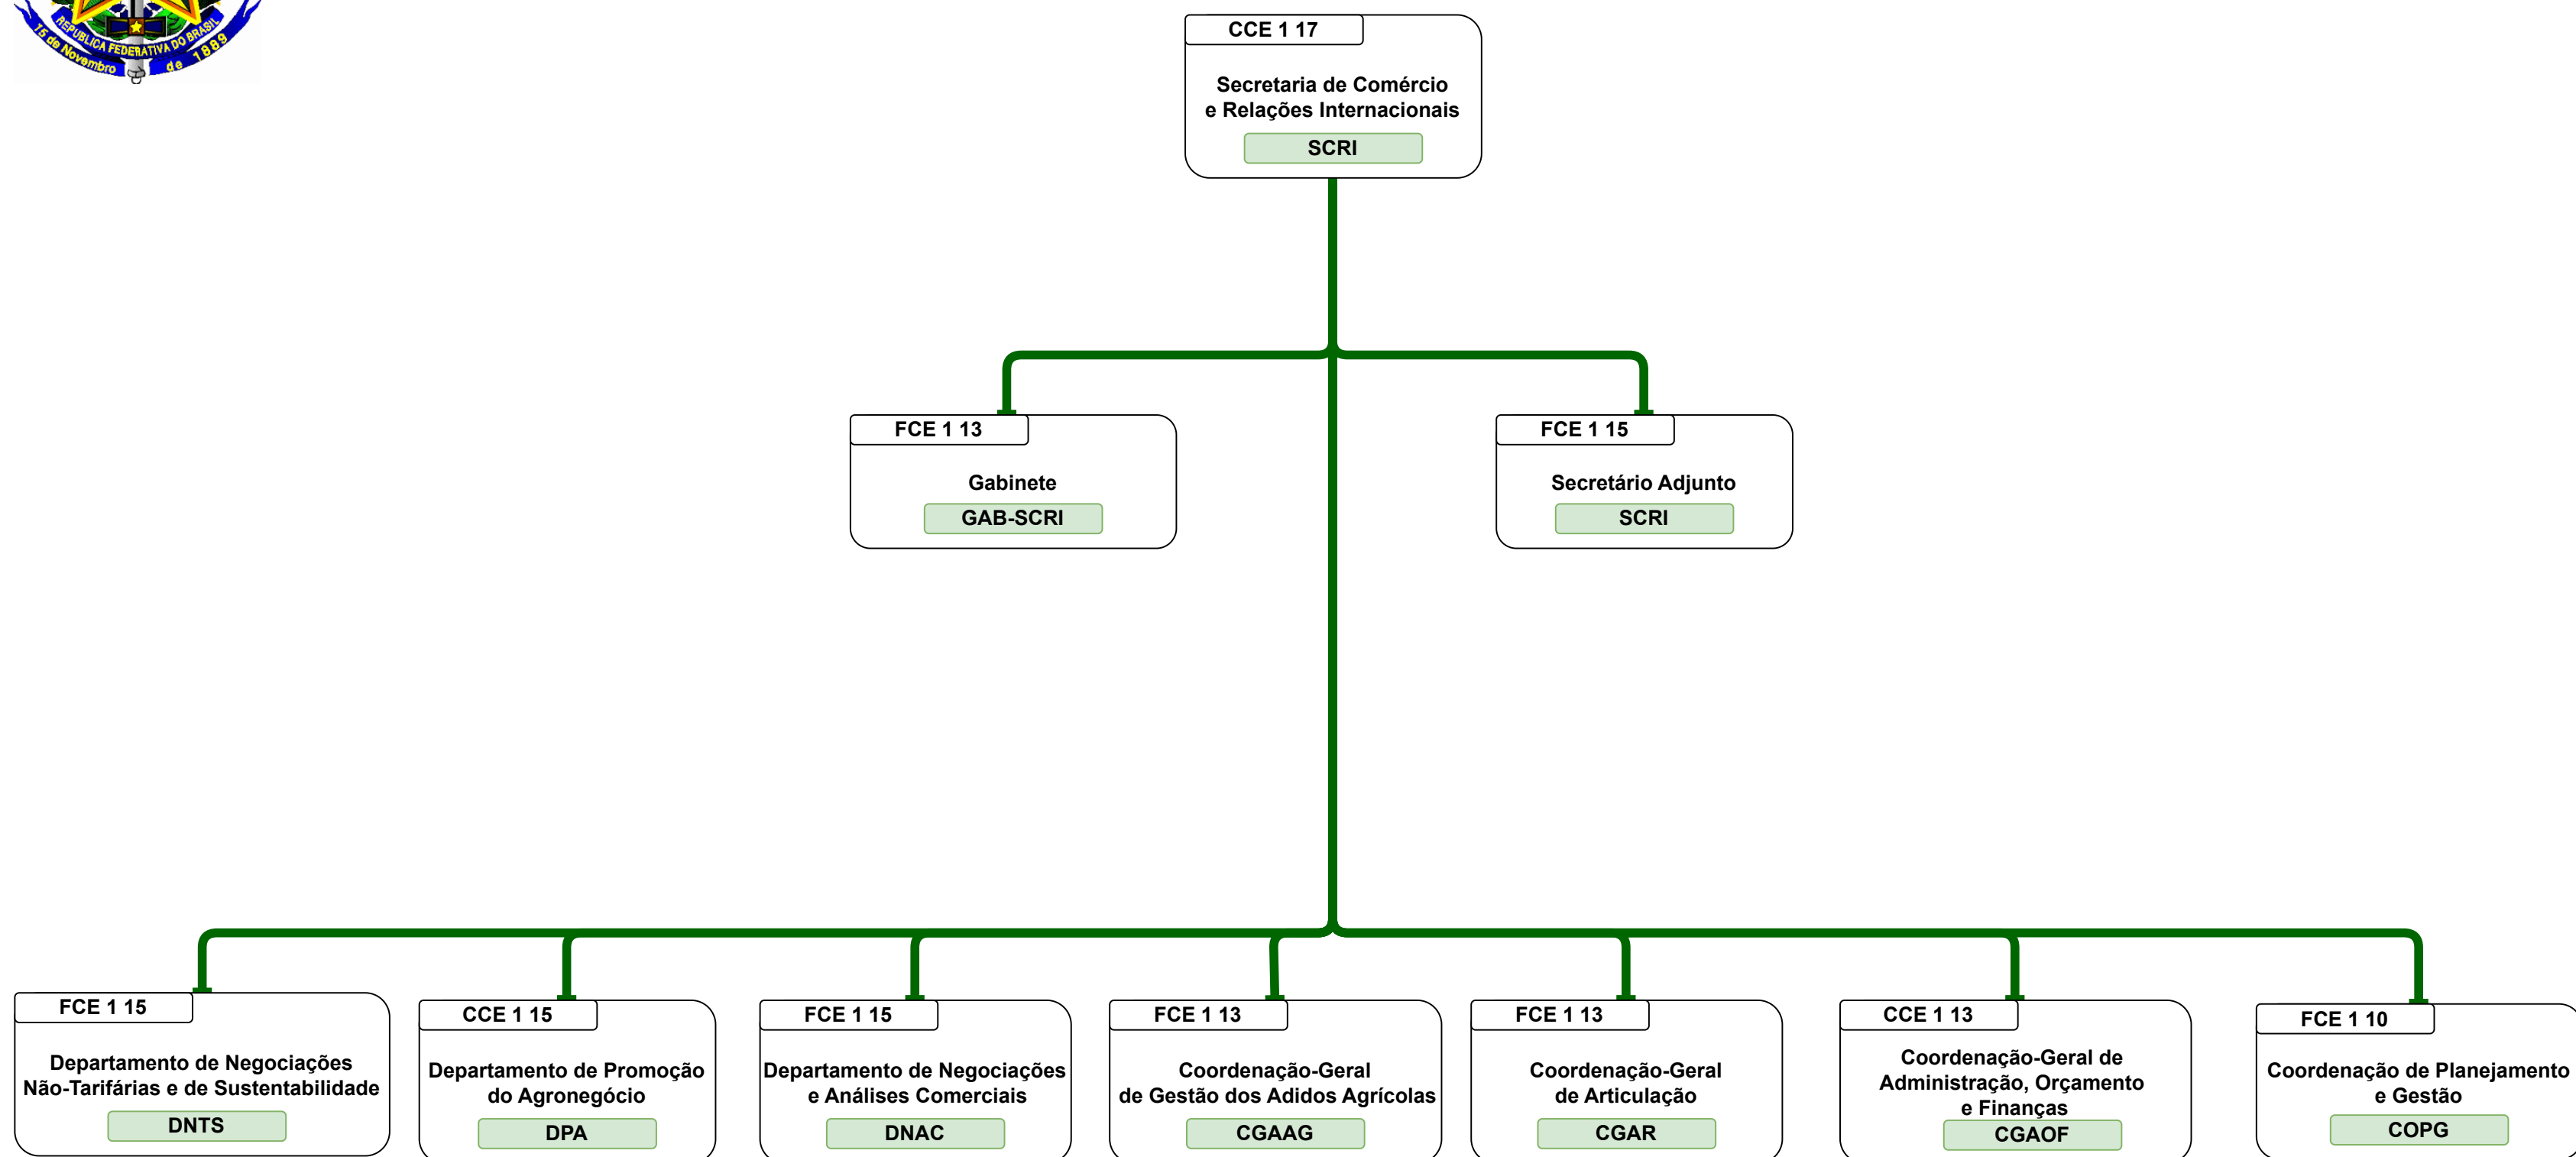 REPUBLICA FEDERATIVA DO BRASIL
15 de Novembro de 1889
CCE 1 17
Secretaria de Comércio
e Relações Internacionais
SCRI
FCE 1 13
Gabinete
GAB-SCRI
FCE 1 15
Secretário Adjunto
SCRI
FCE 1 15
Departamento de Negociações
Não-Tarifárias e de Sustentabilidade
DNTS
CCE 1 15
Departamento de Promoção
do Agronegócio
DPA
FCE 1 15
Departamento de Negociações
e Análises Comerciais
DNAC
FCE 1 13
Coordenação-Geral
de Gestão dos Adidos Agrícolas
CGAAG
FCE 1 13
Coordenação-Geral
de Articulação
CGAR
CCE 1 13
Coordenação-Geral de
Administração, Orçamento
e Finanças
CGAOF
FCE 1 10
Coordenação de Planejamento
e Gestão
COPG